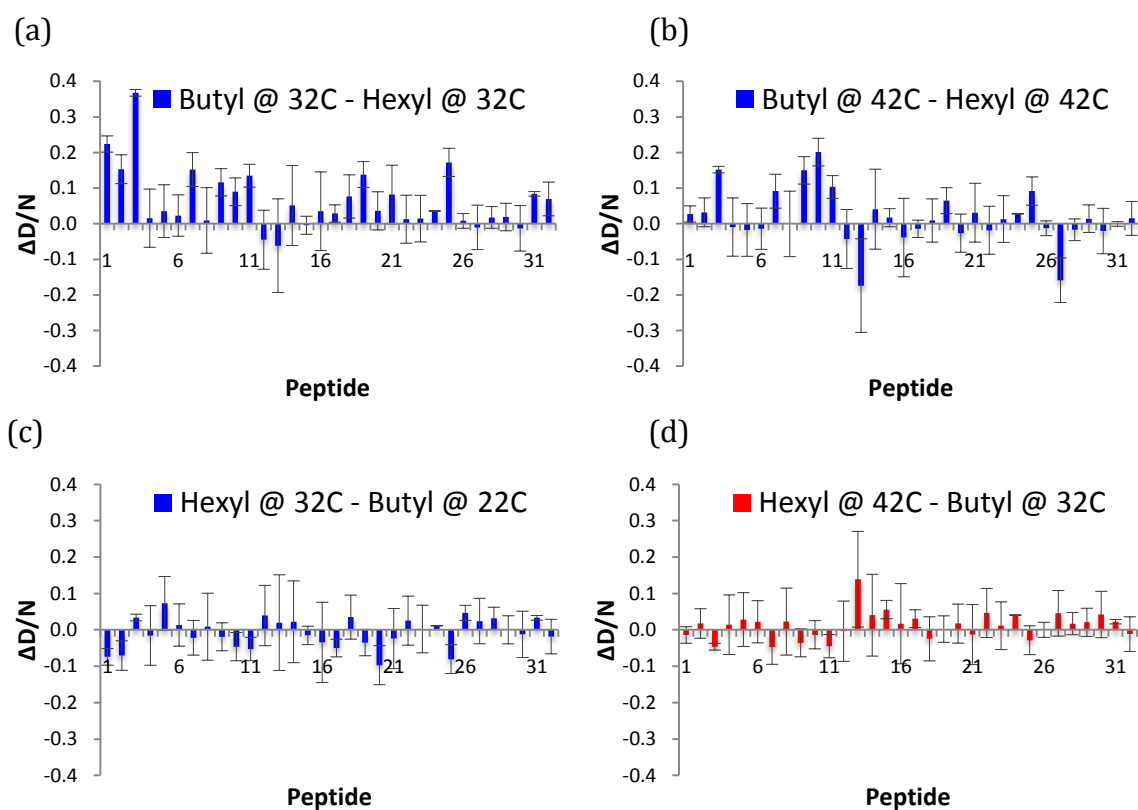 (a)
0.4
0.3
0.2
0.1
0.0
-0.1
-0.2
-0.3
-0.4
ΔD/N
Butyl @ 32C - Hexyl @ 32C
1 6 11 16 21 26 31
Peptide
(b)
0.4
0.3
0.2
0.1
0.0
-0.1
-0.2
-0.3
-0.4
ΔD/N
Butyl @ 42C - Hexyl @ 42C
1 6 11 16 21 26 31
Peptide
(c)
0.4
0.3
0.2
0.1
0.0
-0.1
-0.2
-0.3
-0.4
ΔD/N
Hexyl @ 32C - Butyl @ 22C
1 6 11 16 21 26 31
Peptide
(d)
0.4
0.3
0.2
0.1
0.0
-0.1
-0.2
-0.3
-0.4
ΔD/N
Hexyl @ 42C - Butyl @ 32C
1 6 11 16 21 26 31
Peptide